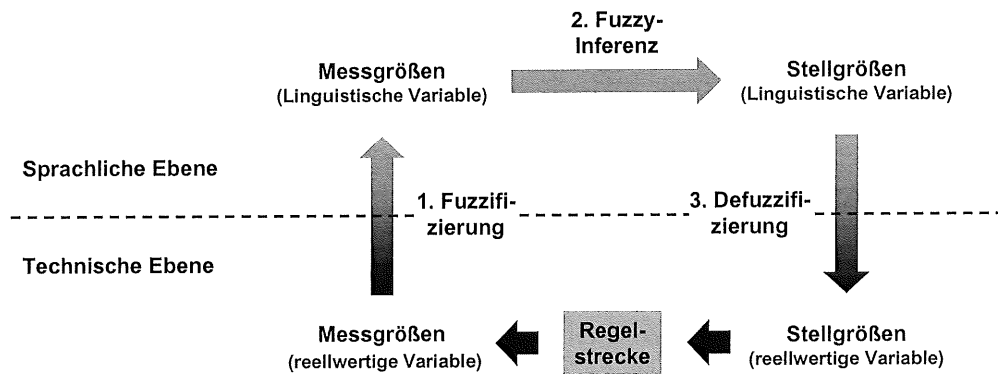 2. Fuzzy-
Inferenz
Messgrößen
(Linguistische Variable)
Stellgrößen
(Linguistische Variable)
Sprachliche Ebene
1. Fuzzifi-
zierung
3. Defuzzifi-
zierung
Technische Ebene
Messgrößen
(reellwertige Variable)
Regel-
strecke
Stellgrößen
(reellwertige Variable)